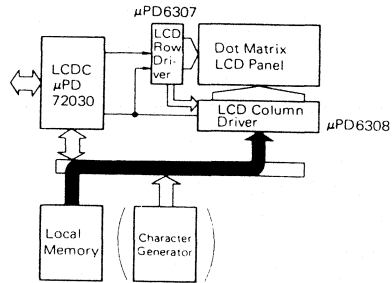 μPD6307
LCDC
μPD
72030
LCD
Row
Dri-
ver
Dot Matrix
LCD Panel
LCD Column
Driver
μPD6308
Local
Memory
Character
Generator